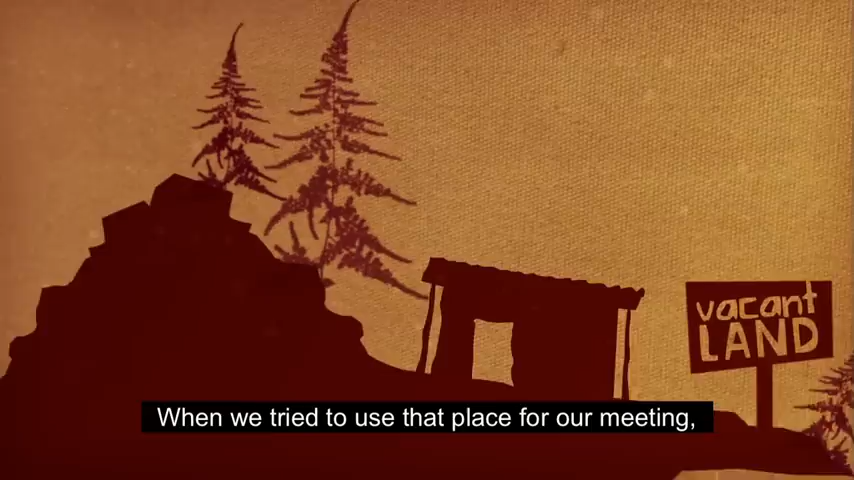 vacant
LAND
When we tried to use that place for our meeting,